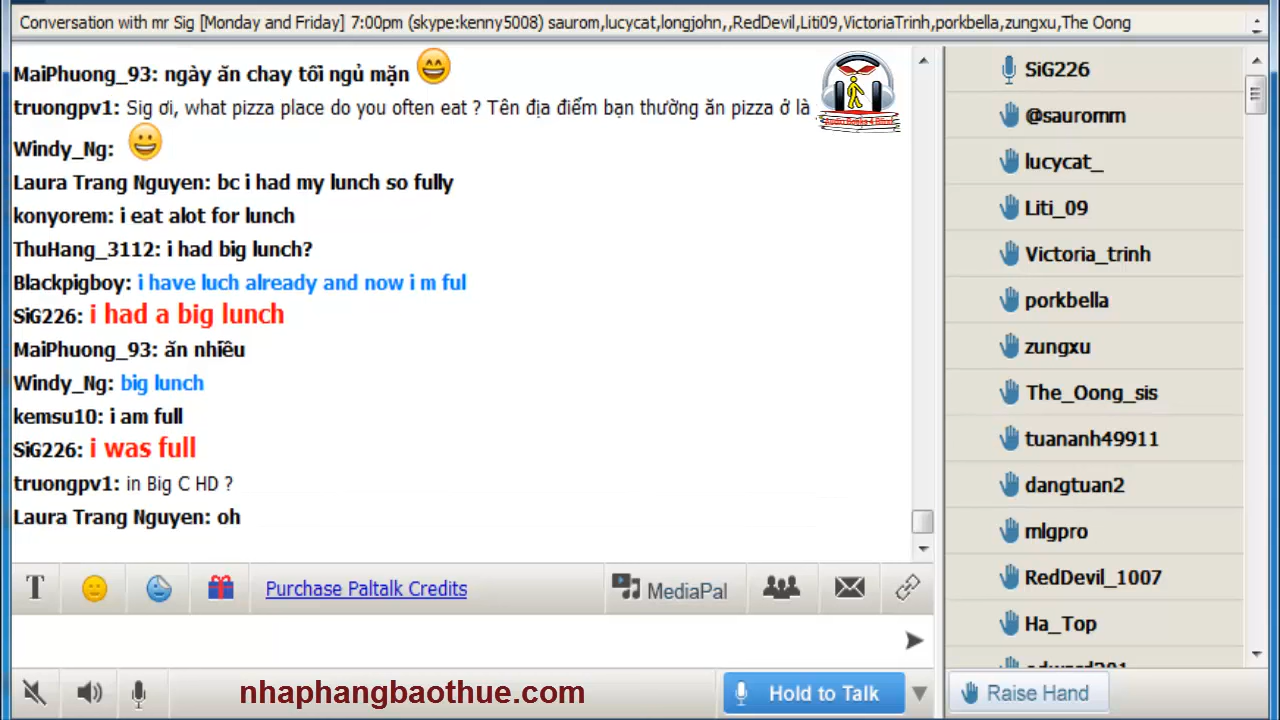 Conversation with mr Sig [Monday and Friday] 7:00pm (skype:kenny5008) saurom,lucycat,longjohn,,RedDevil,Liti09,VictoriaTrinh,porkbella,zungxu,The Oong
MaiPhuong_93: ngày ăn chay tối ngủ mặn
truongpv1: Sig ơi, what pizza place do you often eat ? Tên địa điểm bạn thường ăn pizza ở là
Windy_Ng:
Laura Trang Nguyen: bc i had my lunch so fully
konyorem: i eat alot for lunch
ThuHang_3112: i had big lunch?
Blackpigboy: i have luch already and now i m ful
SiG226: i had a big lunch
MaiPhuong_93: ăn nhiều
Windy_Ng: big lunch
kemsu10: i am full
SiG226: i was full
truongpv1: in Big C HD ?
Laura Trang Nguyen: oh
T
Purchase Paltalk Credits
MediaPal
nhaphangbaothue.com
Hold to Talk
SiG226
@sauromm
lucycat_
Liti_09
Victoria_trinh
porkbella
zungxu
The_Oong_sis
tuananh49911
dangtuan2
mlgpro
RedDevil_1007
Ha_Top
Raise Hand